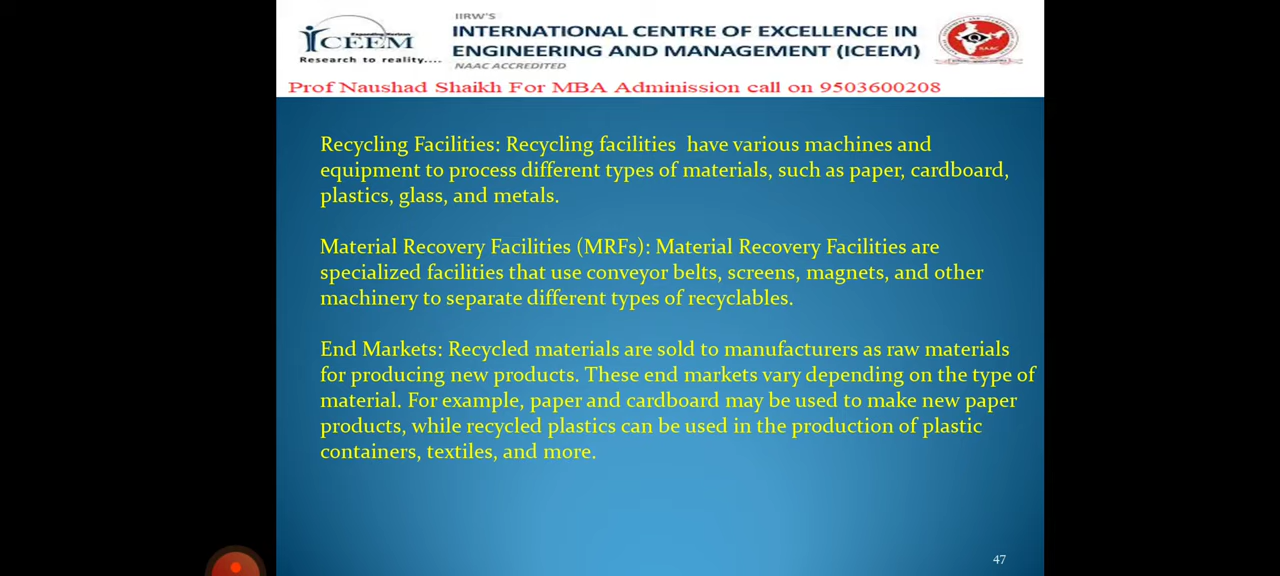 IIRW'S
Expanding Horizon
ICEEM
Research to reality....
INTERNATIONAL CENTRE OF EXCELLENCE IN
ENGINEERING AND MANAGEMENT (ICEEM)
NAAC ACCREDITED
NAAC
Prof Naushad Shaikh For MBA Adminission call on 9503600208
Recycling Facilities: Recycling facilities have various machines and
equipment to process different types of materials, such as paper, cardboard,
plastics, glass, and metals.
Material Recovery Facilities (MRFs): Material Recovery Facilities are
specialized facilities that use conveyor belts, screens, magnets, and other
machinery to separate different types of recyclables.
End Markets: Recycled materials are sold to manufacturers as raw materials
for producing new products. These end markets vary depending on the type of
material. For example, paper and cardboard may be used to make new paper
products, while recycled plastics can be used in the production of plastic
containers, textiles, and more.
47